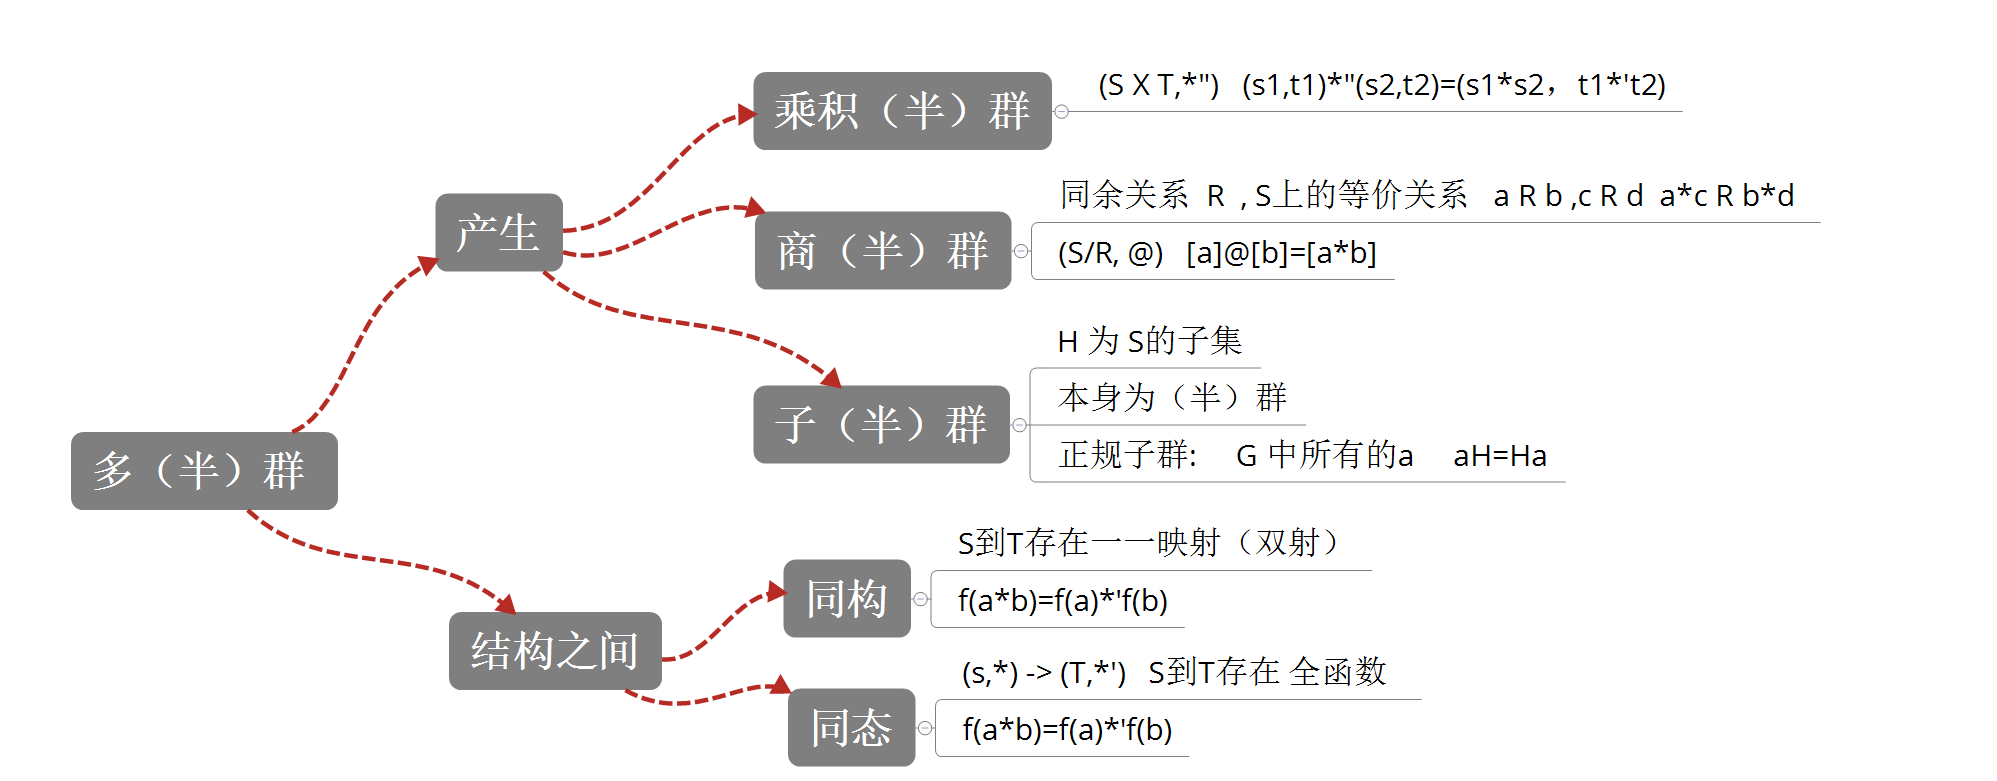 乘积（半）群
(S X T,*")   (s1,t1)*"(s2,t2)=(s1*s2，t1*'t2)
产生
商（半）群
同余关系  R  , S上的等价关系   a R b ,c R d  a*c R b*d
(S/R, @)   [a]@[b]=[a*b]
子（半）群
H 为 S的子集
本身为（半）群
正规子群:     G 中所有的a     aH=Ha
多（半）群
结构之间
同构
S到T存在一一映射（双射）
f(a*b)=f(a)*'f(b)
同态
(s,*) -> (T,*')   S到T存在 全函数
f(a*b)=f(a)*'f(b)